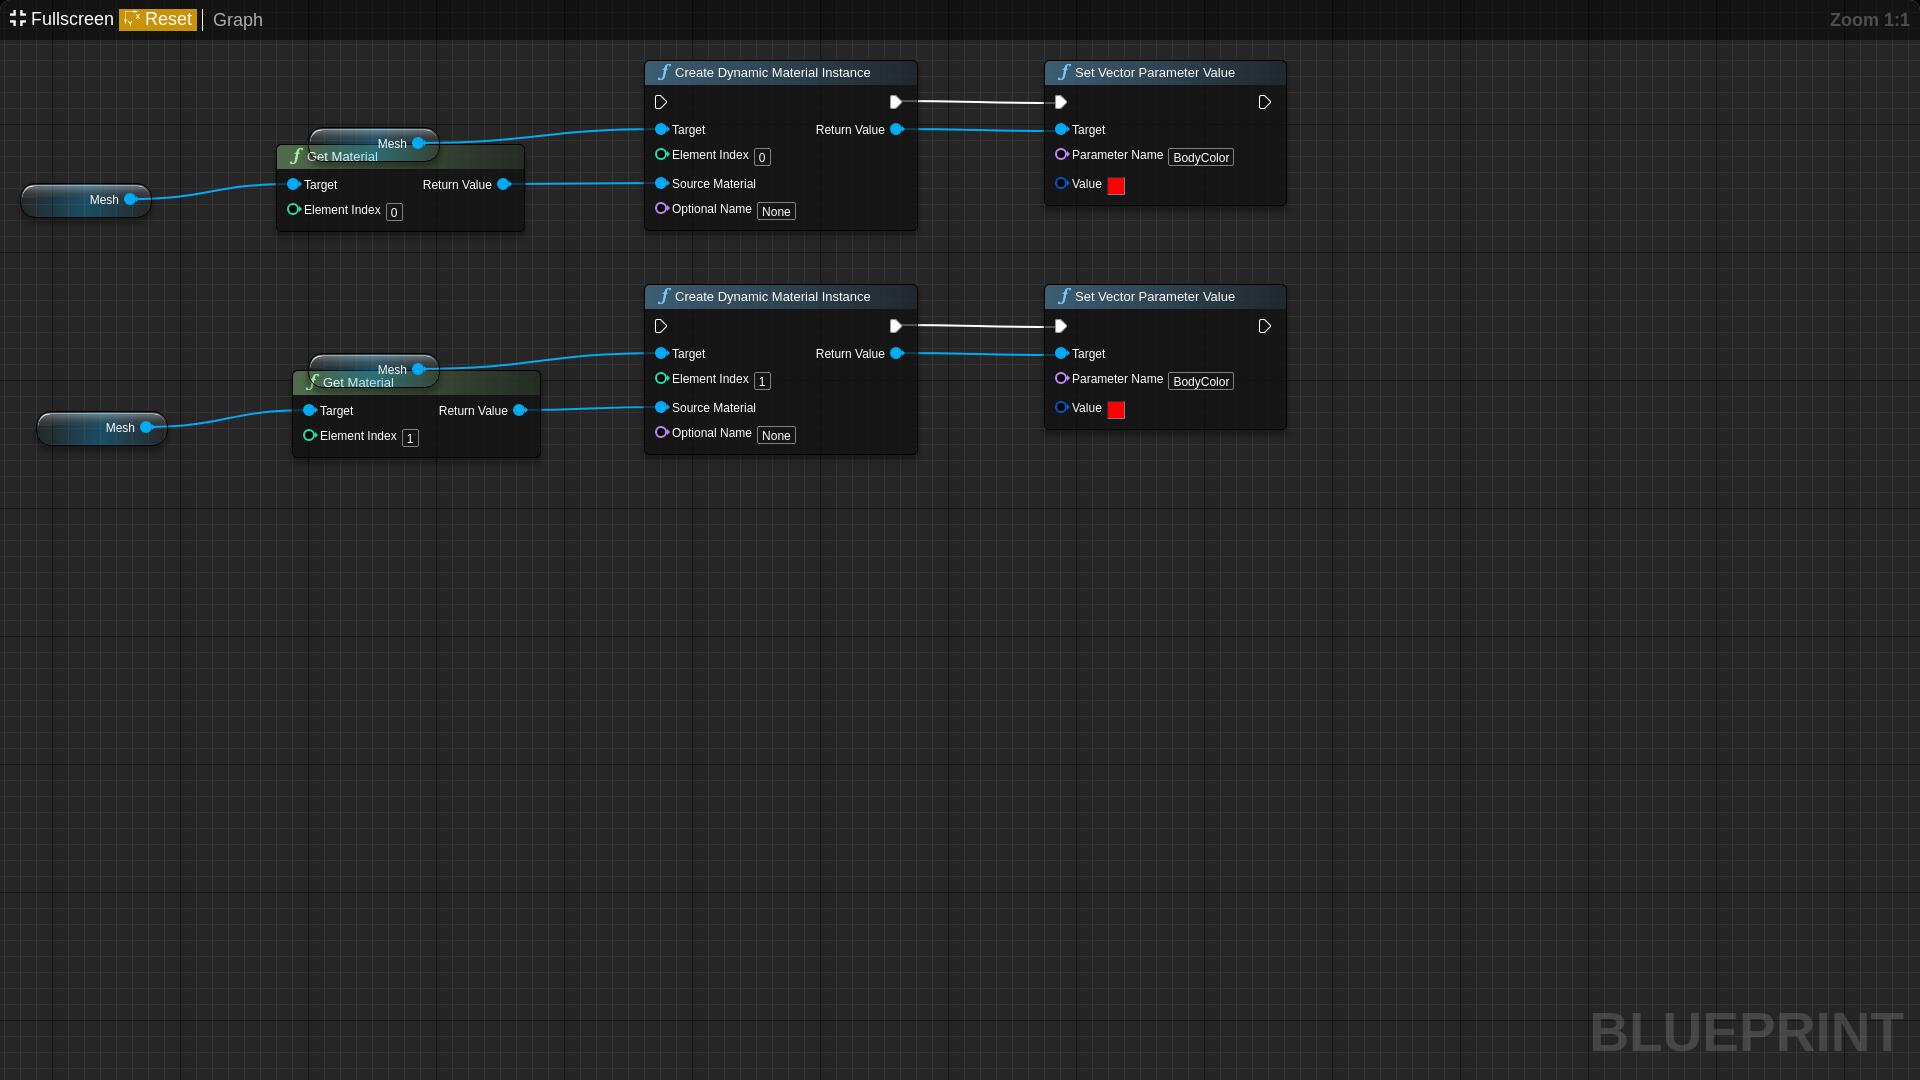 Fullscreen Reset Graph Zoom 1:1
Create Dynamic Material Instance
Target Return Value
Element Index 0
Source Material
Optional Name None
Set Vector Parameter Value
Target
Parameter Name BodyColor
Value
Mesh
Get Material
Target Return Value
Element Index 0
Mesh
Create Dynamic Material Instance
Target Return Value
Element Index 1
Source Material
Optional Name None
Set Vector Parameter Value
Target
Parameter Name BodyColor
Value
Mesh
Get Material
Target Return Value
Element Index 1
Mesh
BLUEPRINT